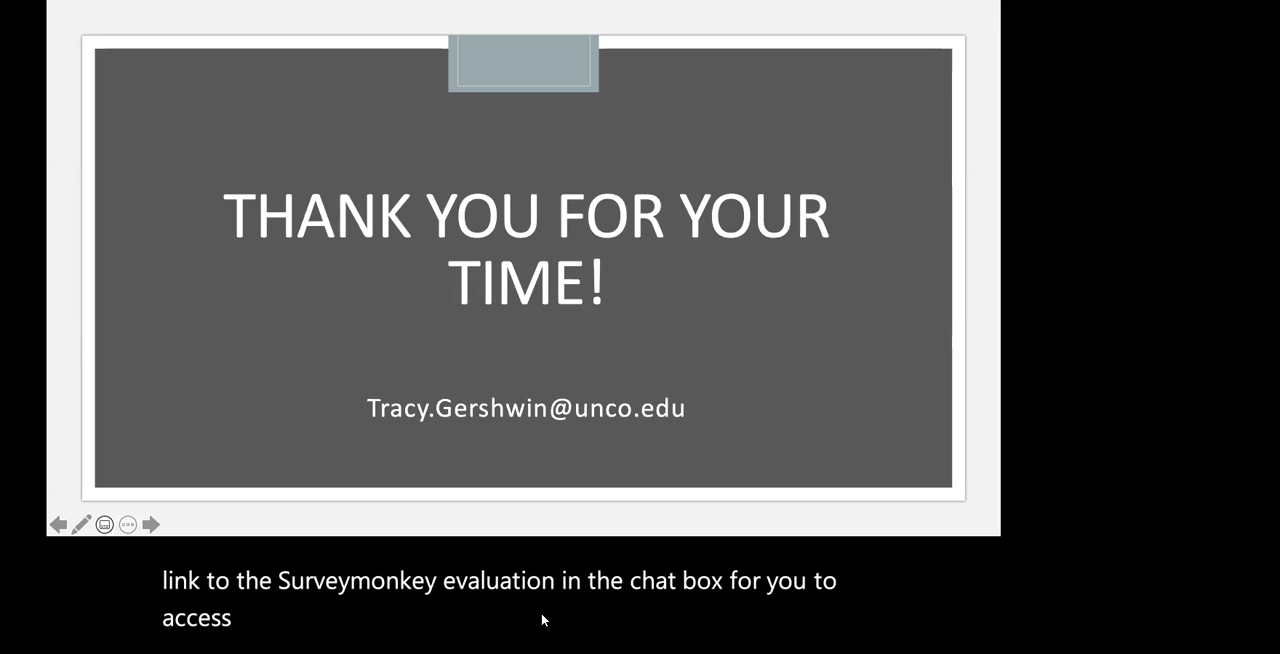 THANK YOU FOR YOUR
TIME!
Tracy.Gershwin@unco.edu
link to the Surveymonkey evaluation in the chat box for you to
access